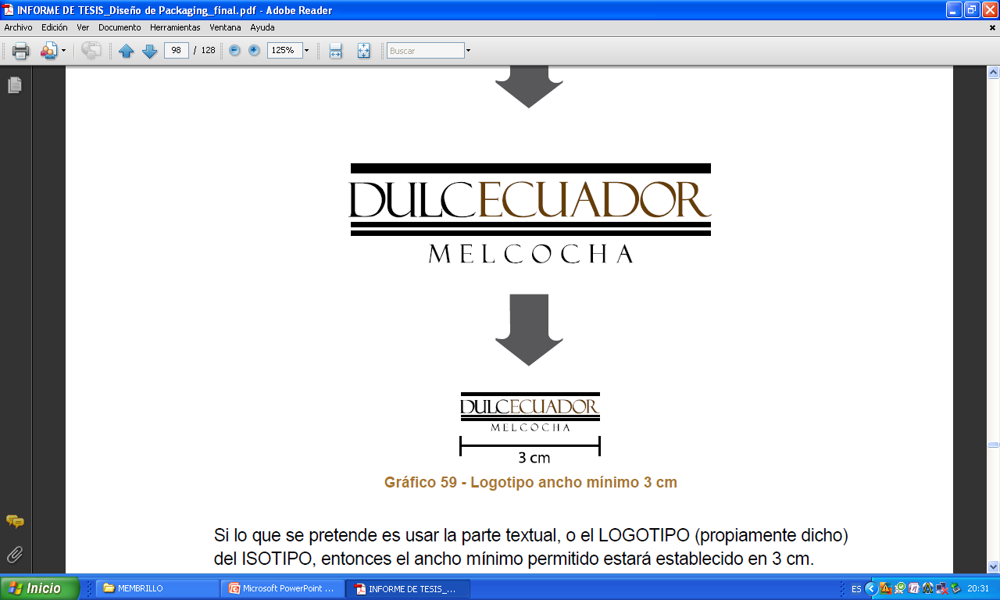 INFORME DE TESIS_Diseño de Packaging_final.pdf - Adobe Reader
Archivo Edición Ver Documento Herramientas Ventana Ayuda
98 / 128 125% Buscar
DULCECUADOR
MELCOCHA
DULCECUADOR
MELCOCHA
3 cm
Gráfico 59 - Logotipo ancho mínimo 3 cm
Si lo que se pretende es usar la parte textual, o el LOGOTIPO (propiamente dicho)
del ISOTIPO, entonces el ancho mínimo permitido estará establecido en 3 cm.
Inicio MEMBRILLO Microsoft PowerPoint ... INFORME DE TESIS_... ES 20:31